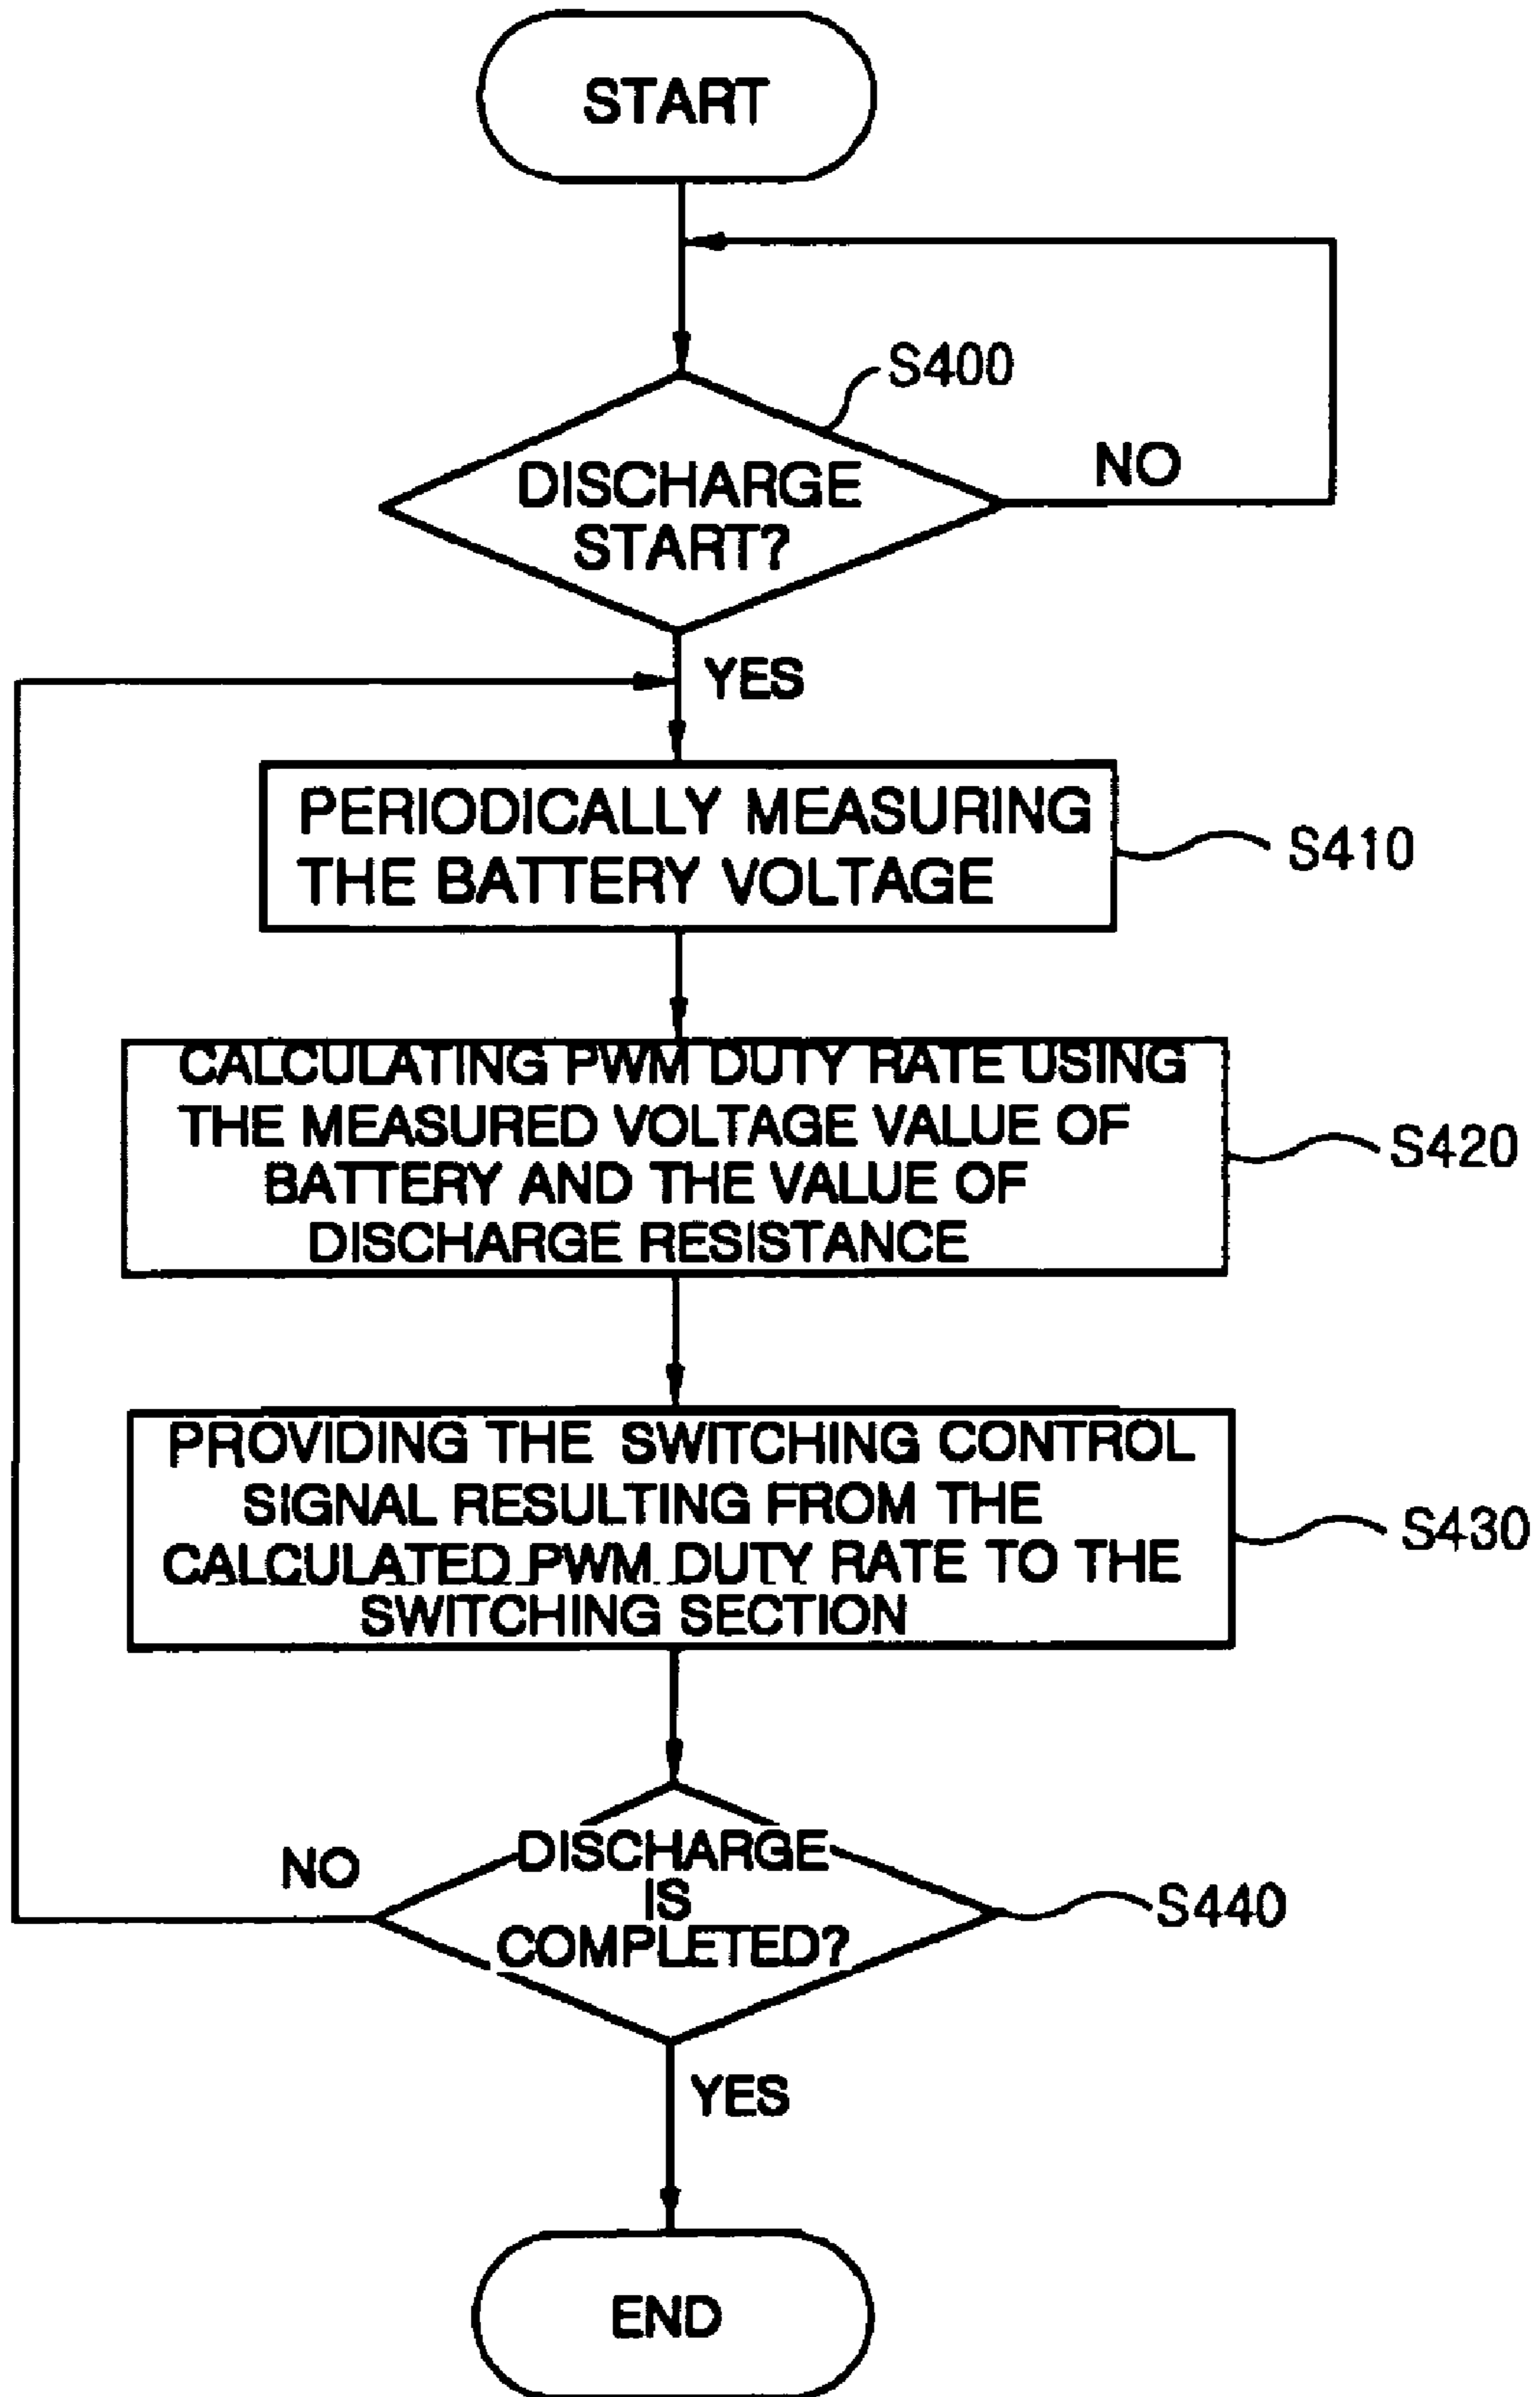 START
S400
DISCHARGE
START?
NO
YES
PERIODICALLY MEASURING
THE BATTERY VOLTAGE
S410
CALCULATING PWM DUTY RATE USING
THE MEASURED VOLTAGE VALUE OF
BATTERY AND THE VALUE OF
DISCHARGE RESISTANCE
S420
PROVIDING THE SWITCHING CONTROL
SIGNAL RESULTING FROM THE
CALCULATED PWM DUTY RATE TO THE
SWITCHING SECTION
S430
NO
DISCHARGE
IS
COMPLETED?
S440
YES
END